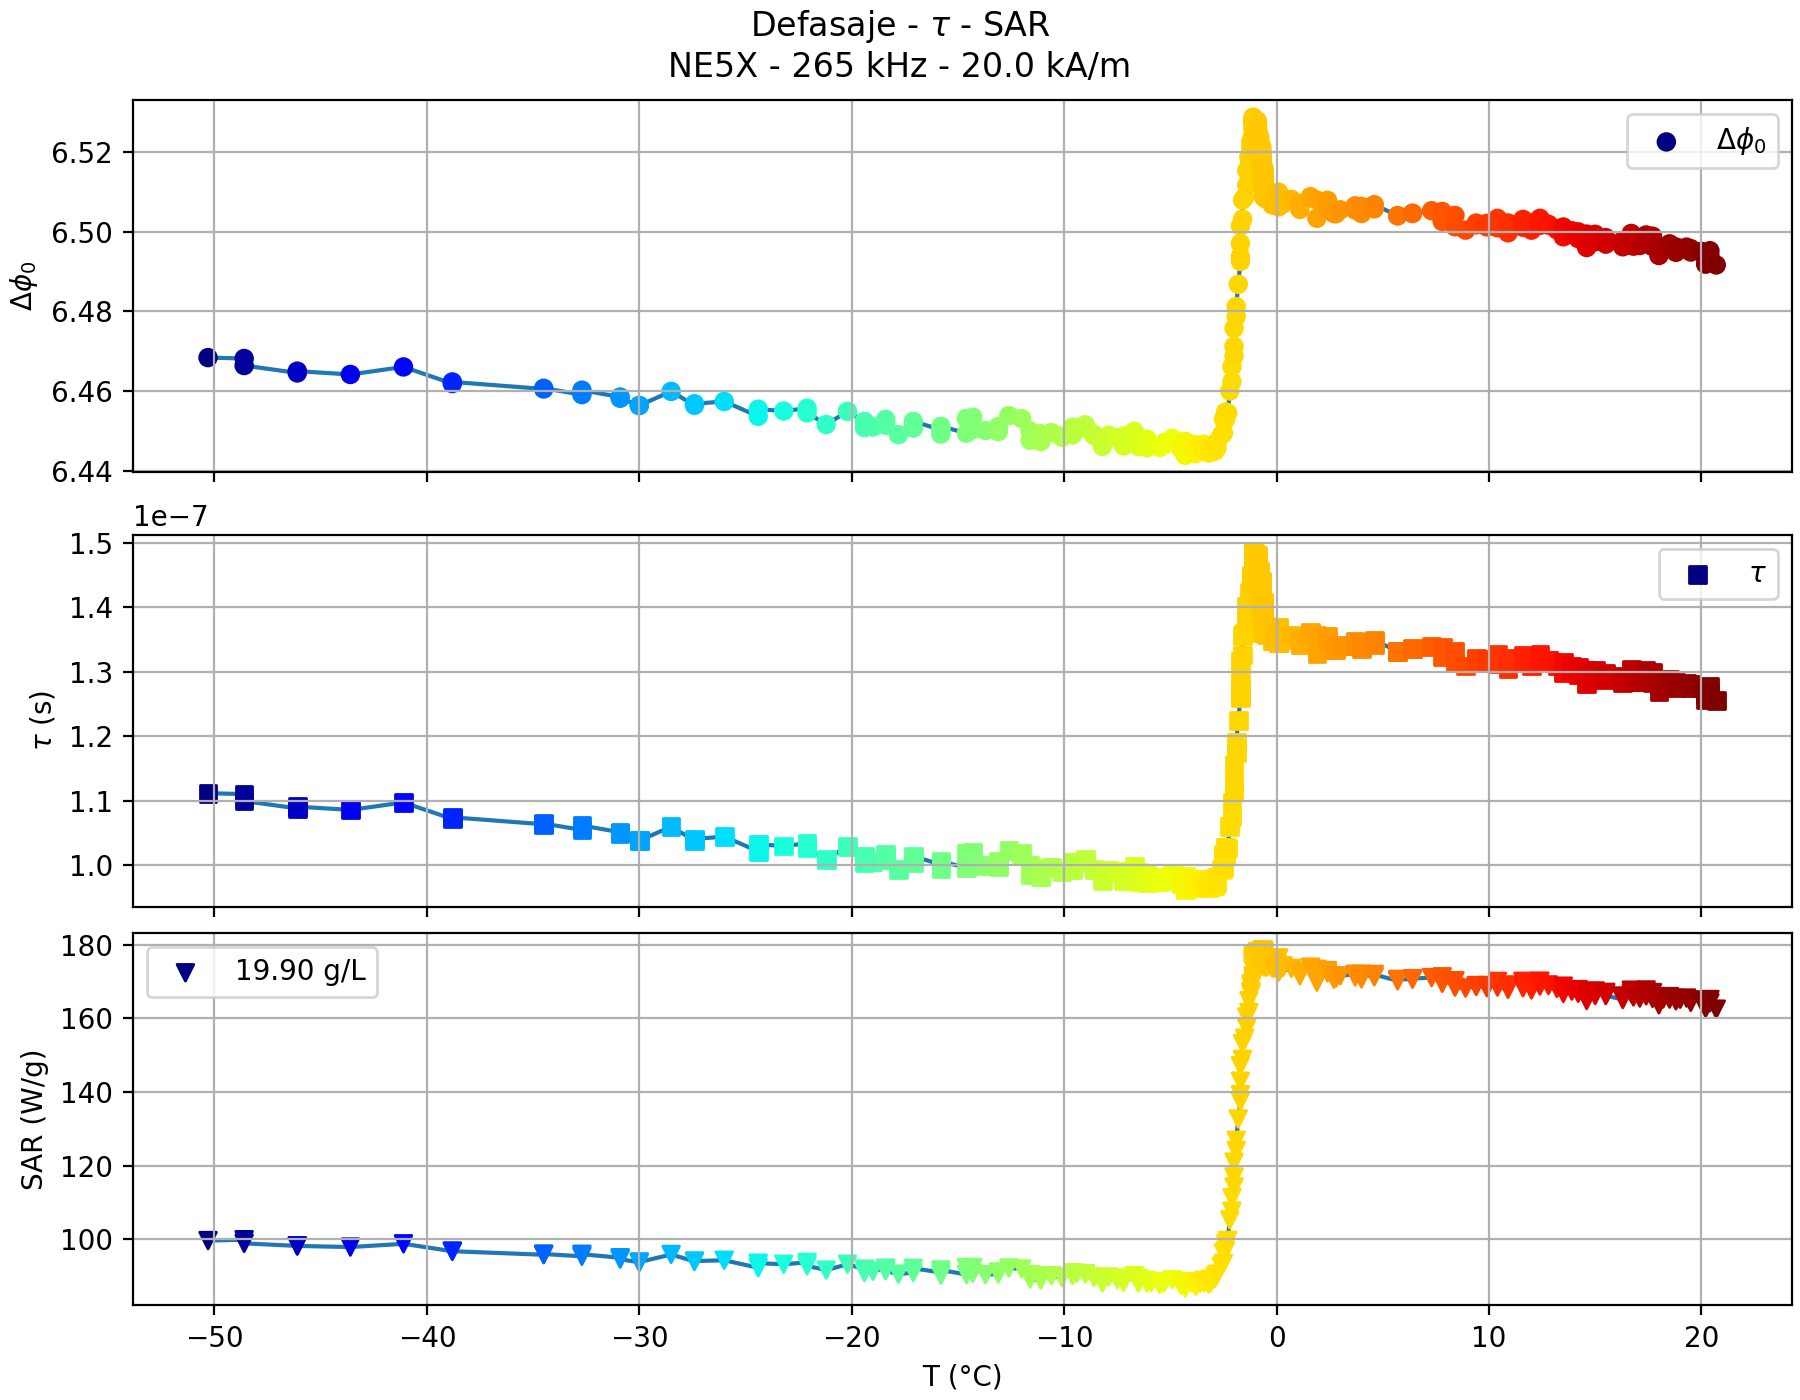 Defasaje - τ - SAR
NE5X - 265 kHz - 20.0 kA/m
6.52
6.50
6.48
6.46
6.44
Δϕ₀
Δϕ₀
1e−7
1.5
1.4
1.3
1.2
1.1
1.0
τ (s)
τ
180
160
140
120
100
SAR (W/g)
19.90 g/L
−50 −40 −30 −20 −10 0 10 20
T (°C)